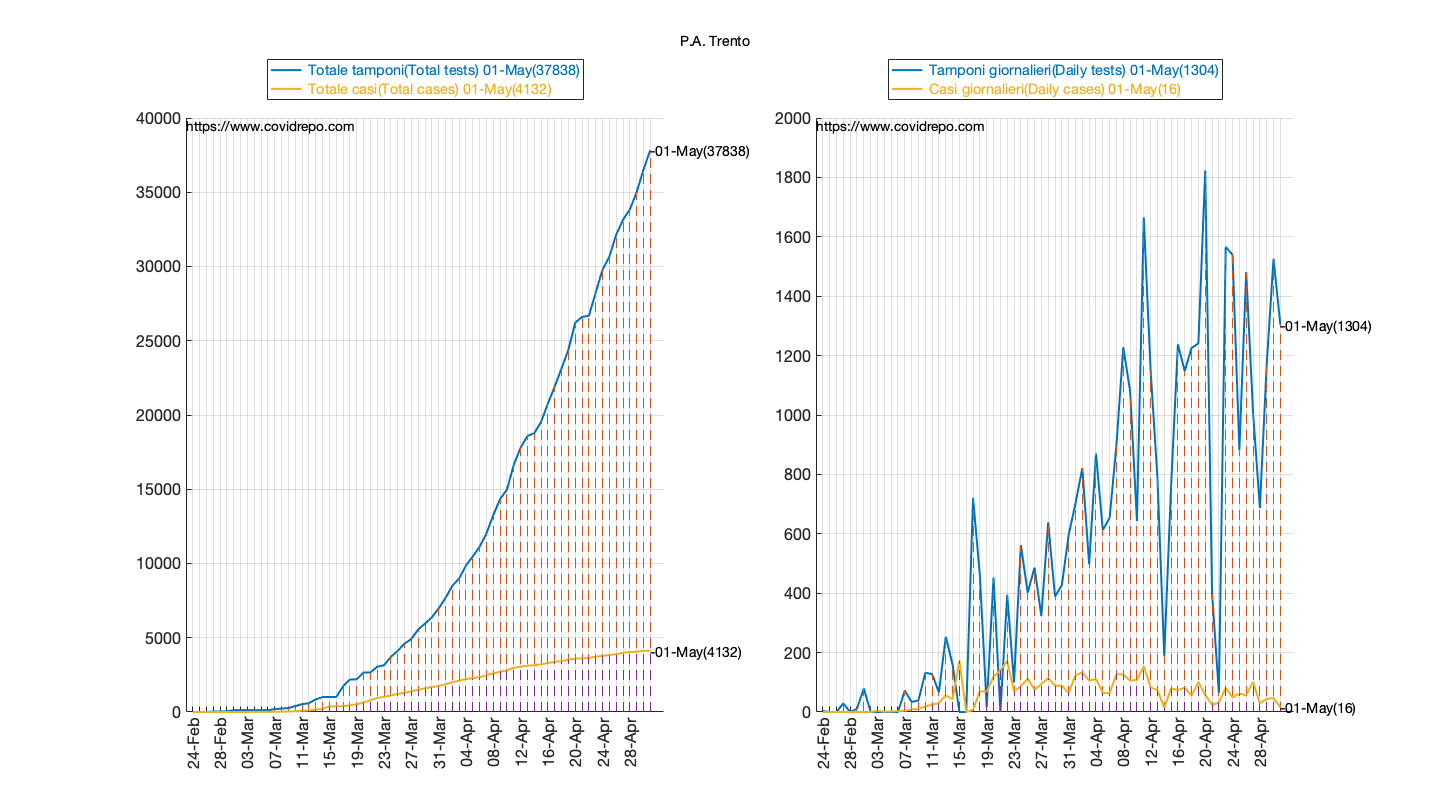 P.A. Trento
Totale tamponi(Total tests) 01-May(37838)
Totale casi(Total cases) 01-May(4132)
https://www.covidrepo.com
40000
35000
30000
25000
20000
15000
10000
5000
0
01-May(37838)
01-May(4132)
24-Feb
28-Feb
03-Mar
07-Mar
11-Mar
15-Mar
19-Mar
23-Mar
27-Mar
31-Mar
04-Apr
08-Apr
12-Apr
16-Apr
20-Apr
24-Apr
28-Apr
Tamponi giornalieri(Daily tests) 01-May(1304)
Casi giornalieri(Daily cases) 01-May(16)
https://www.covidrepo.com
2000
1800
1600
1400
1200
1000
800
600
400
200
0
01-May(1304)
01-May(16)
24-Feb
28-Feb
03-Mar
07-Mar
11-Mar
15-Mar
19-Mar
23-Mar
27-Mar
31-Mar
04-Apr
08-Apr
12-Apr
16-Apr
20-Apr
24-Apr
28-Apr